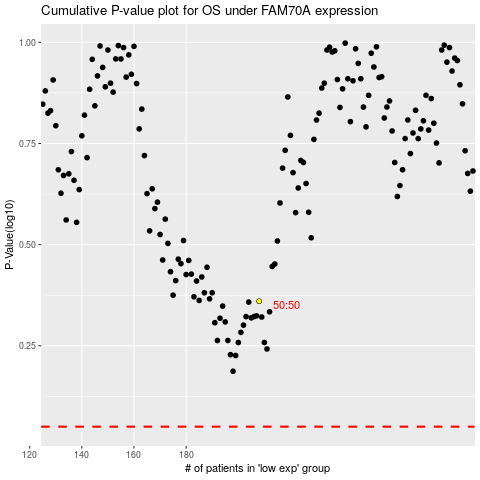 Cumulative P-value plot for OS under FAM70A expression
P-Value(log10)
1.00
0.75
0.50
0.25
50:50
120 140 160 180
# of patients in 'low exp' group